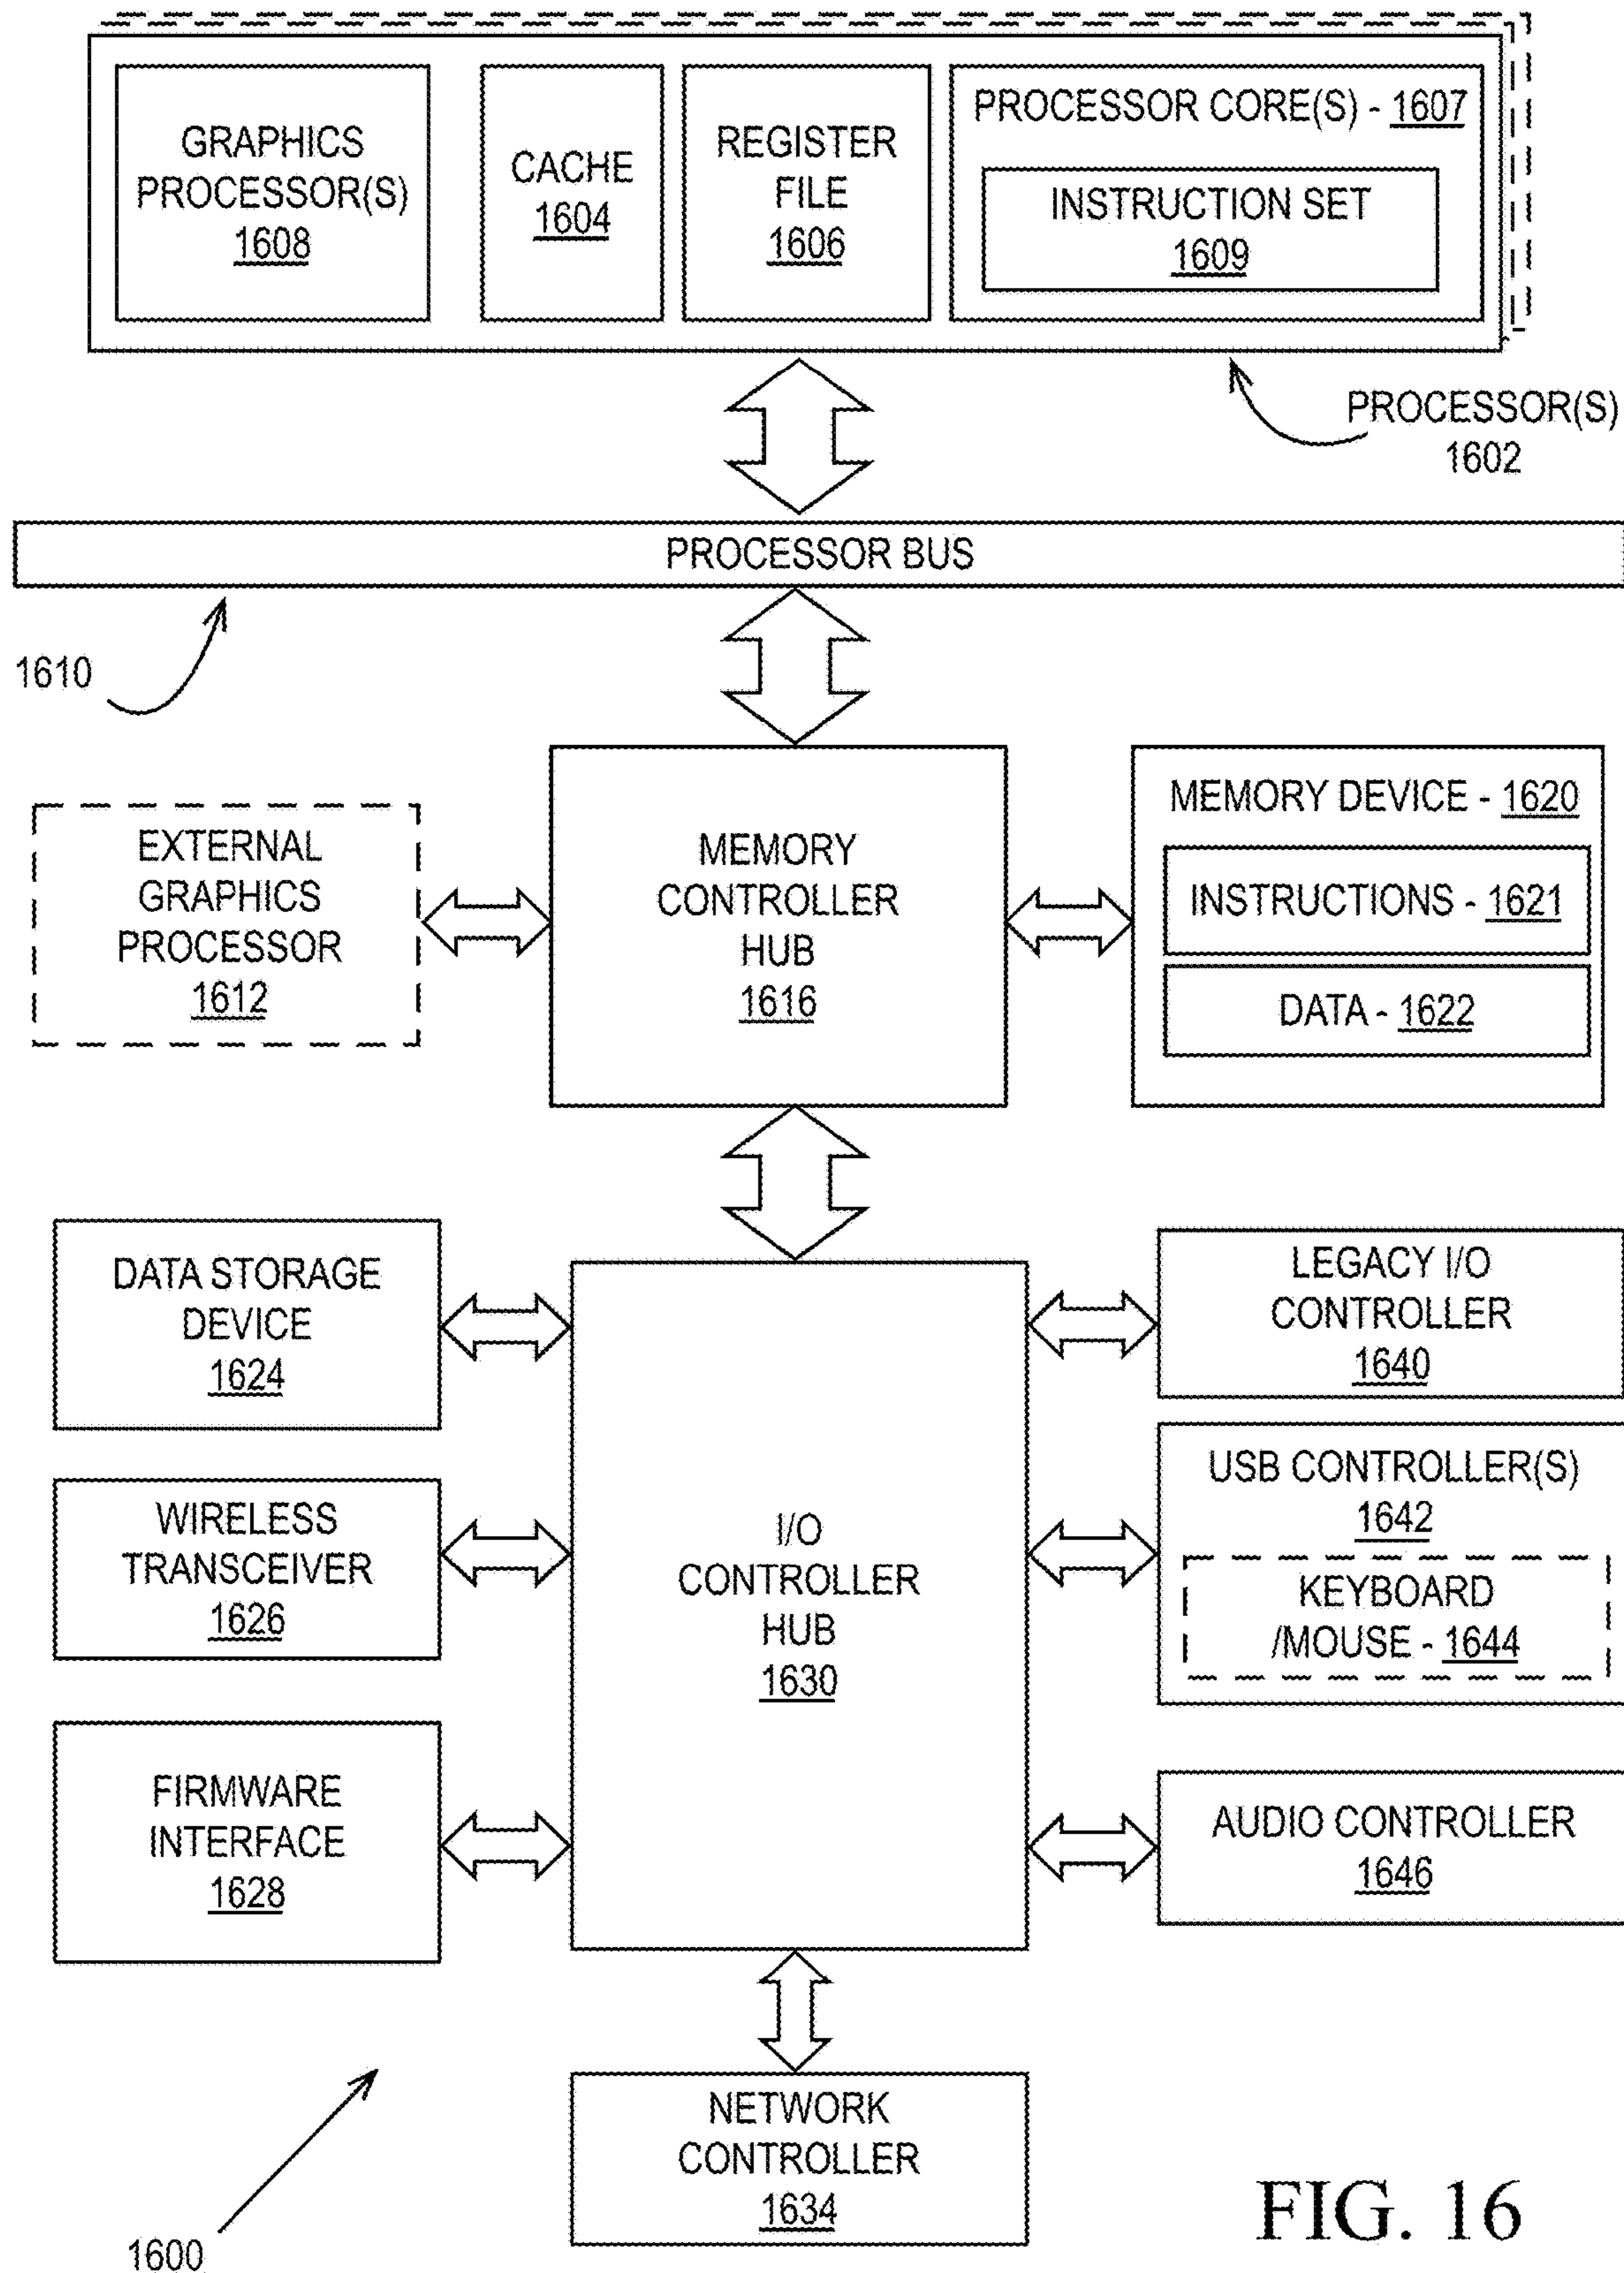 GRAPHICS
PROCESSOR(S)
1608
CACHE
1604
REGISTER
FILE
1606
PROCESSOR CORE(S) - 1607
INSTRUCTION SET
1609
PROCESSOR(S)
1602
PROCESSOR BUS
1610
EXTERNAL
GRAPHICS
PROCESSOR
1612
MEMORY
CONTROLLER
HUB
1616
MEMORY DEVICE - 1620
INSTRUCTIONS - 1621
DATA - 1622
DATA STORAGE
DEVICE
1624
WIRELESS
TRANSCEIVER
1626
FIRMWARE
INTERFACE
1628
I/O
CONTROLLER
HUB
1630
LEGACY I/O
CONTROLLER
1640
USB CONTROLLER(S)
1642
KEYBOARD
/MOUSE - 1644
AUDIO CONTROLLER
1646
NETWORK
CONTROLLER
1634
1600
FIG. 16